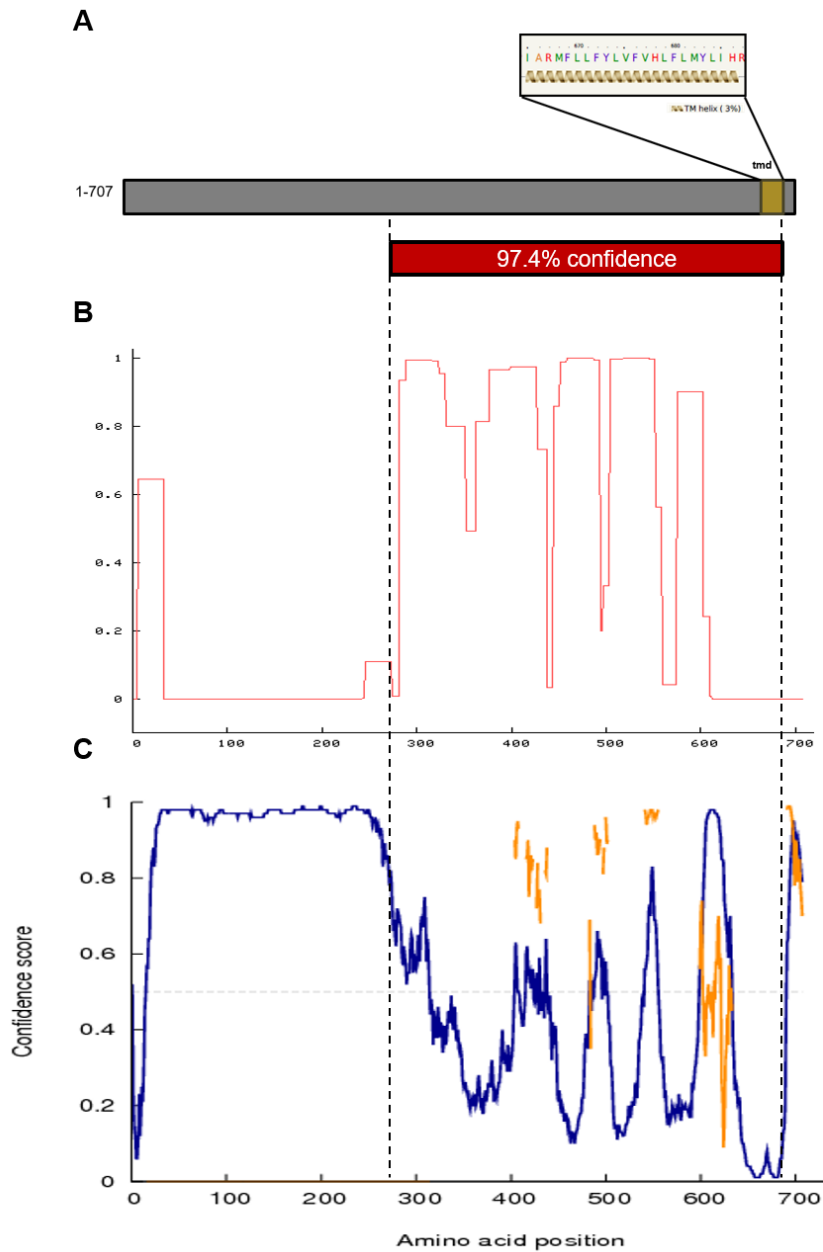 A
670 680
I A R M F L L F Y L V F V H L F L M Y L I H R
TM helix ( 3%)
tmd
1-707
97.4% confidence
B
1
0.8
0.6
0.4
0.2
0
0 100 200 300 400 500 600 700
C
1
0.8
0.6
0.4
0.2
0
Confidence score
0 100 200 300 400 500 600 700
Amino acid position